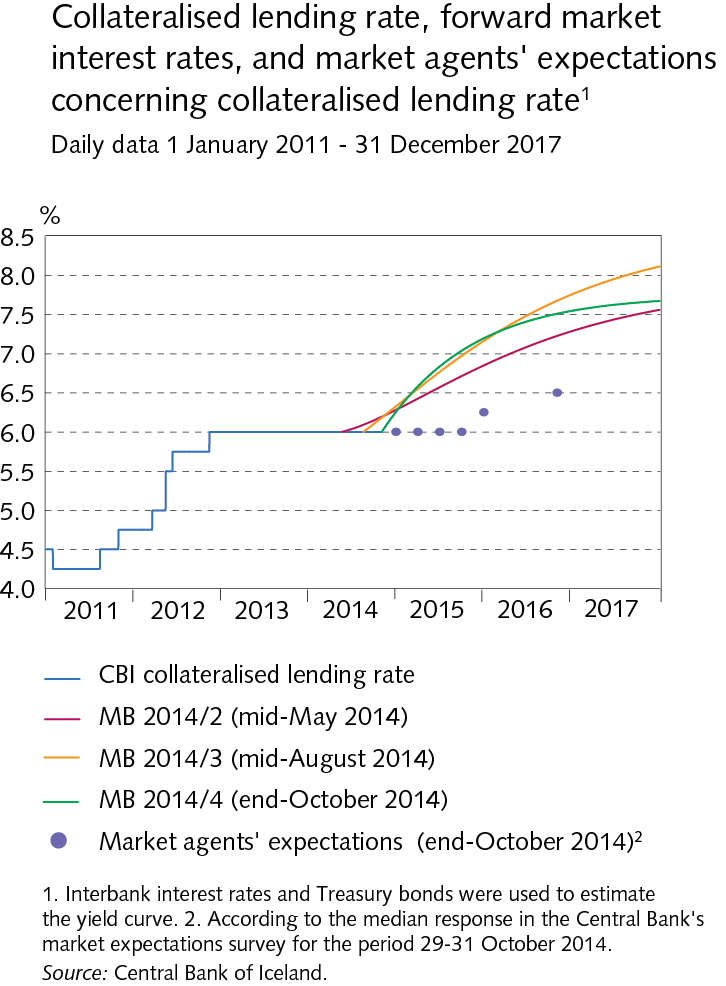 Collateralised lending rate, forward market
interest rates, and market agents' expectations
concerning collateralised lending rate¹
Daily data 1 January 2011 - 31 December 2017
%
8.5
8.0
7.5
7.0
6.5
6.0
5.5
5.0
4.5
4.0
2011 2012 2013 2014 2015 2016 2017
CBI collateralised lending rate
MB 2014/2 (mid-May 2014)
MB 2014/3 (mid-August 2014)
MB 2014/4 (end-October 2014)
Market agents' expectations (end-October 2014)²
1. Interbank interest rates and Treasury bonds were used to estimate
the yield curve. 2. According to the median response in the Central Bank's
market expectations survey for the period 29-31 October 2014.
Source: Central Bank of Iceland.